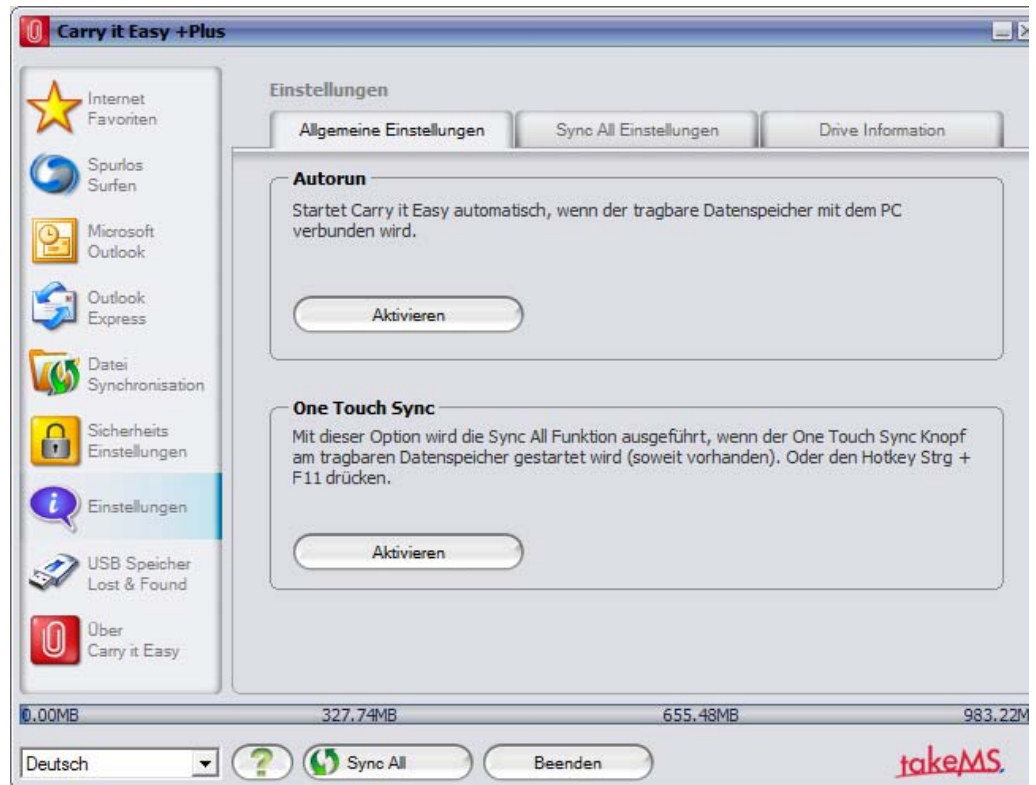 Carry it Easy +Plus
Internet
Favoriten
Spurlos
Surfen
Microsoft
Outlook
Outlook
Express
Datei
Synchronisation
Sicherheits
Einstellungen
Einstellungen
USB Speicher
Lost & Found
Über
Carry it Easy
Einstellungen
Allgemeine Einstellungen
Sync All Einstellungen
Drive Information
Autorun
Startet Carry it Easy automatisch, wenn der tragbare Datenspeicher mit dem PC
verbunden wird.
Aktivieren
One Touch Sync
Mit dieser Option wird die Sync All Funktion ausgeführt, wenn der One Touch Sync Knopf
am tragbaren Datenspeicher gestartet wird (soweit vorhanden). Oder den Hotkey Strg +
F11 drücken.
Aktivieren
0.00MB 327.74MB 655.48MB 983.22M
Deutsch
?
Sync All
Beenden
takeMS